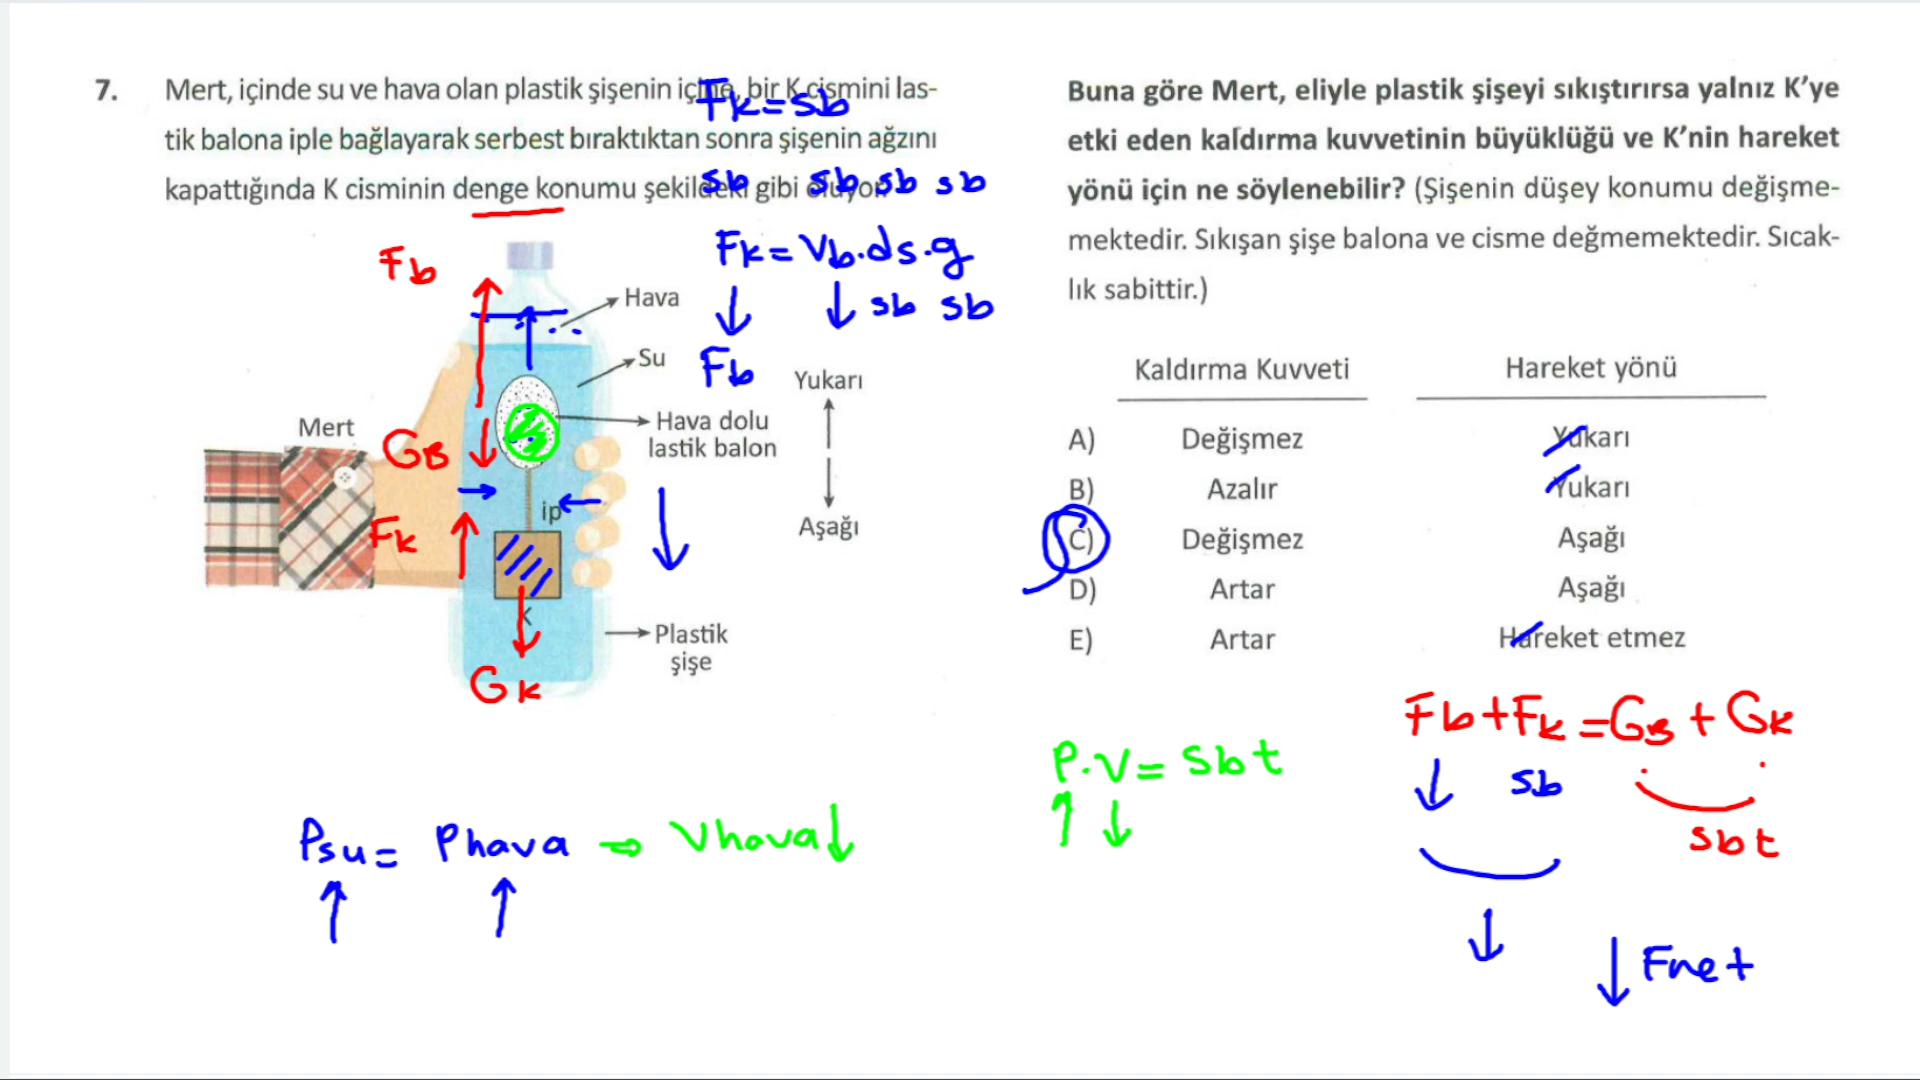 7. Mert, içinde su ve hava olan plastik şişenin içine, bir K cismini las-
tik balona iple bağlayarak serbest bıraktıktan sonra şişenin ağzını
kapattığında K cisminin denge konumu şekildeki gibi oluyor.
Fk = sb
sb sb sb sb
Fk = Vb.ds.g
↓ ↓ sb sb
Fb
Fb
Hava
Su
Hava dolu
lastik balon
Mert
GB
ip
Fk
K
Plastik
şişe
Gk
Yukarı
Aşağı
Psu = Phava ⇒ Vhava↓
↑ ↑
Buna göre Mert, eliyle plastik şişeyi sıkıştırırsa yalnız K'ye
etki eden kaldırma kuvvetinin büyüklüğü ve K'nin hareket
yönü için ne söylenebilir? (Şişenin düşey konumu değişme-
mektedir. Sıkışan şişe balona ve cisme değmemektedir. Sıcak-
lık sabittir.)
Kaldırma Kuvveti Hareket yönü
A) Değişmez Yukarı
B) Azalır Yukarı
C) Değişmez Aşağı
D) Artar Aşağı
E) Artar Hareket etmez
P.V = Sbt
↑ ↓
Fb + Fk = GB + Gk
↓ sb
sbt
↓
↓ Fnet